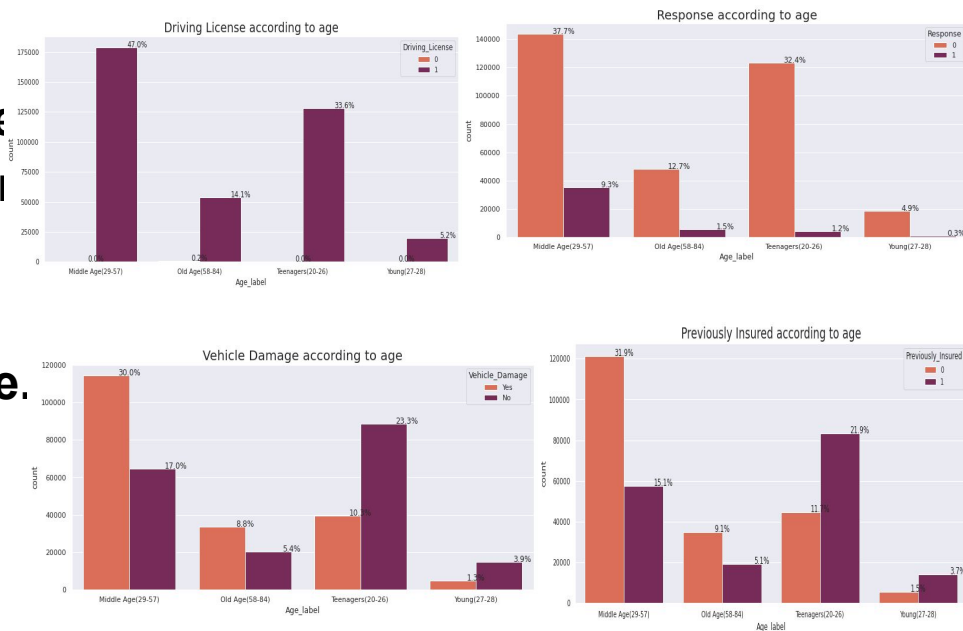 Driving License according to age
Driving_License
0
1
175000
150000
125000
100000
75000
50000
25000
0
count
47.0%
14.1%
33.6%
5.2%
0.0%
0.2%
0.0%
0.0%
Middle Age(29-57)
Old Age(58-84)
Teenagers(20-26)
Young(27-28)
Age_label
Response according to age
Response
0
1
140000
120000
100000
80000
60000
40000
20000
0
count
37.7%
9.3%
12.7%
1.5%
32.4%
1.2%
4.9%
0.3%
Middle Age(29-57)
Old Age(58-84)
Teenagers(20-26)
Young(27-28)
Age_label
e.
Vehicle Damage according to age
Vehicle_Damage
Yes
No
120000
100000
80000
60000
40000
20000
0
count
30.0%
17.0%
8.8%
5.4%
23.3%
1.3%
3.9%
Middle Age(29-57)
Old Age(58-84)
Teenagers(20-26)
Young(27-28)
Age_label
Previously Insured according to age
Previously_Insured
0
1
120000
100000
80000
60000
40000
20000
0
count
31.9%
15.1%
9.1%
5.1%
21.9%
1.5%
3.7%
Middle Age(29-57)
Old Age(58-84)
Teenagers(20-26)
Young(27-28)
Age_label